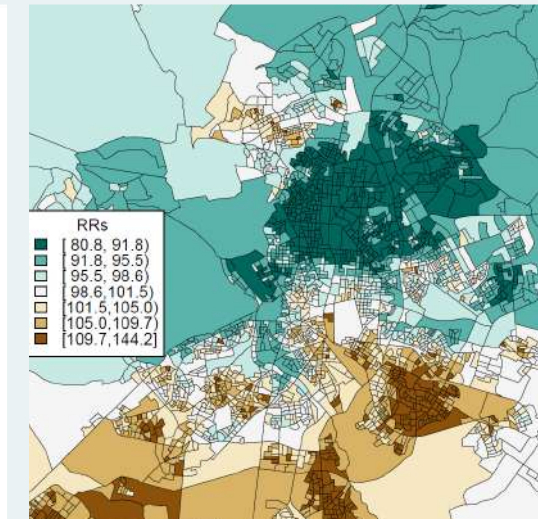 RRs
[ 80.8, 91.8)
[ 91.8, 95.5)
[ 95.5, 98.6)
[ 98.6,101.5)
[101.5,105.0)
[105.0,109.7)
[109.7,144.2]